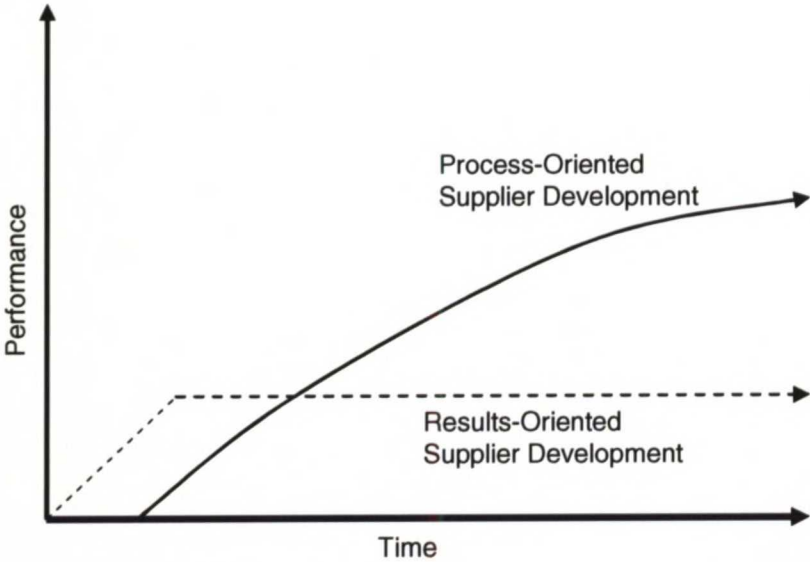 Process-Oriented
Supplier Development
Performance
Results-Oriented
Supplier Development
Time